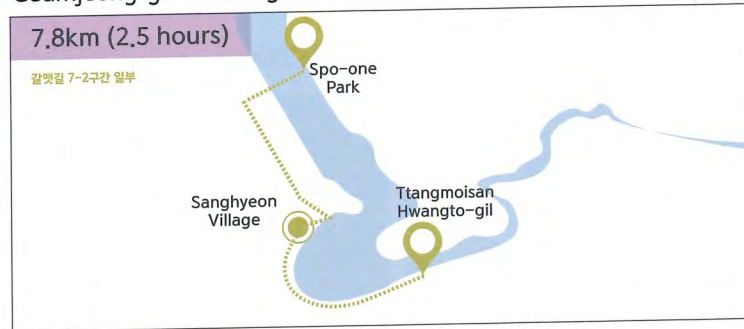 7.8km (2.5 hours)
갈맷길 7-2구간 일부
Spo-one
Park
Sanghyeon
Village
Ttangmoisan
Hwangto-gil